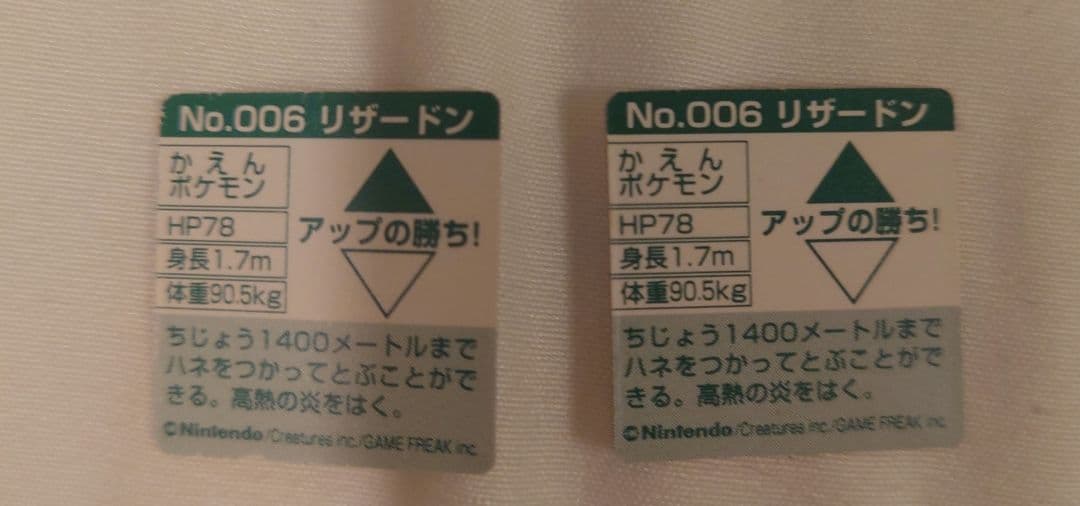 No.006 リザードン
かえん
ポケモン
HP78
身長1.7m
体重90.5kg
アップの勝ち!
ちじょう1400メートルまで
ハネをつかってとぶことがで
きる。高熱の炎をはく。
©Nintendo/Creatures inc./GAME FREAK inc.
No.006 リザードン
かえん
ポケモン
HP78
身長1.7m
体重90.5kg
アップの勝ち!
ちじょう1400メートルまで
ハネをつかってとぶことがで
きる。高熱の炎をはく。
©Nintendo/Creatures inc./GAME FREAK inc.